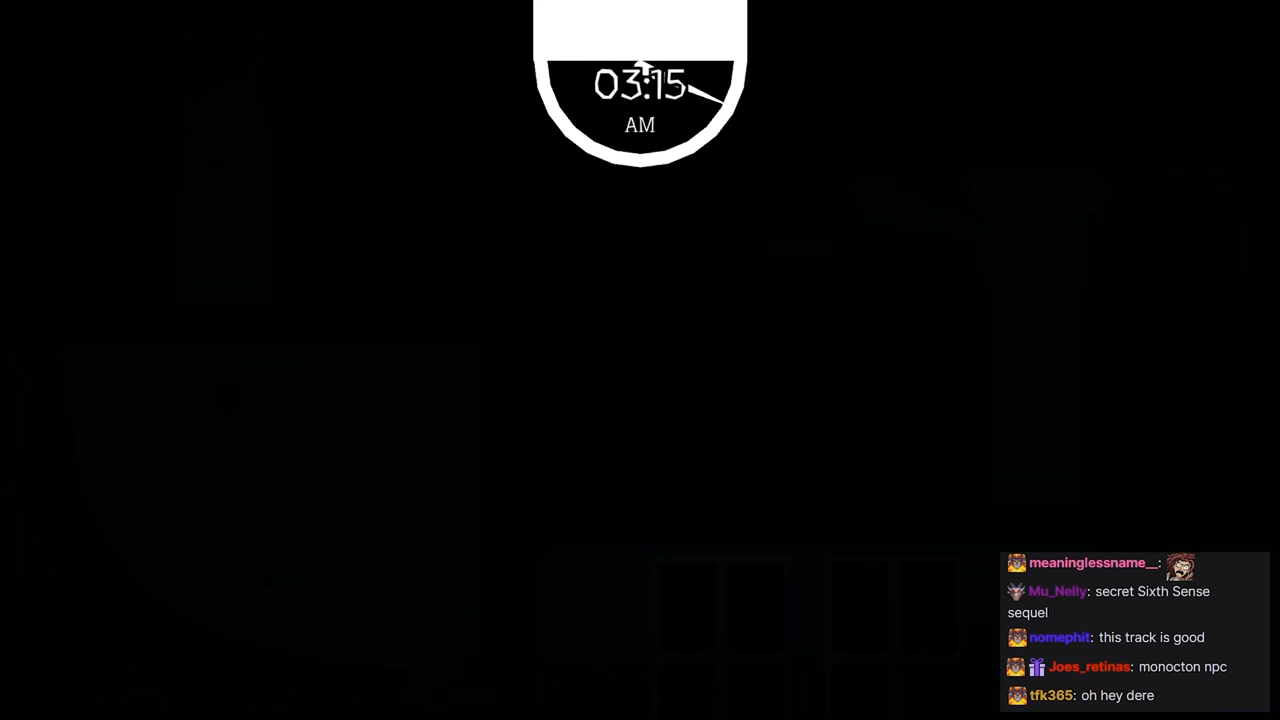 03:15
AM
meaninglessname__:
Mu_Nelly: secret Sixth Sense
sequel
nomephit: this track is good
Joes_retinas: monocton npc
tfk365: oh hey dere